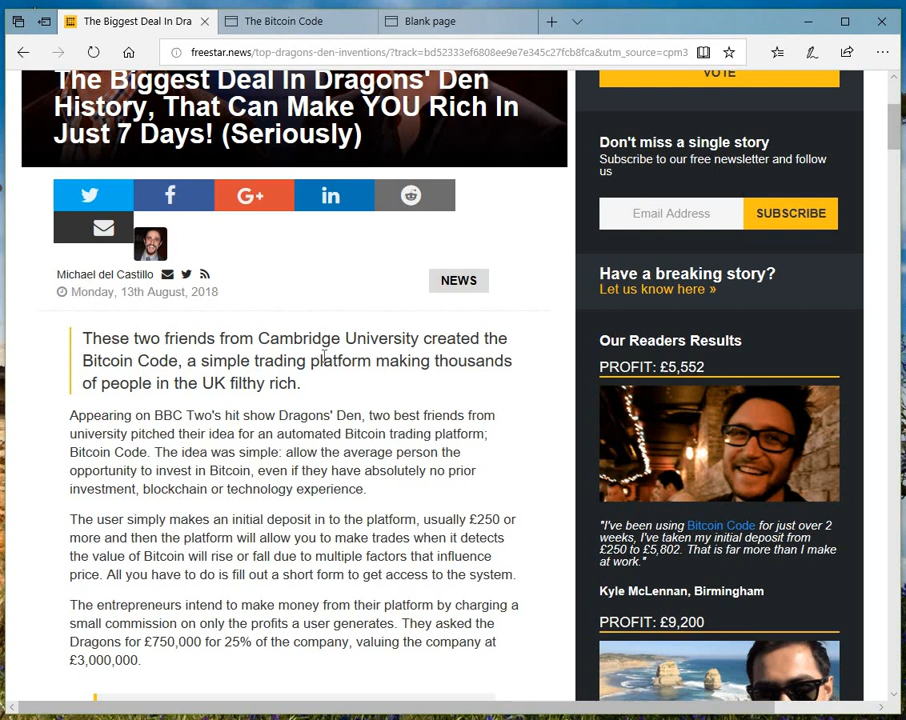 The Biggest Deal In Dra
The Bitcoin Code
Blank page
freestar.news/top-dragons-den-inventions/?track=bd52333ef6808ee9e7e345c27fcb8fca&utm_source=cpm3
The Biggest Deal In Dragons' Den
History, That Can Make YOU Rich In
Just 7 Days! (Seriously)
G+
in
Michael del Castillo
Monday, 13th August, 2018
NEWS
These two friends from Cambridge University created the
Bitcoin Code, a simple trading platform making thousands
of people in the UK filthy rich.
Appearing on BBC Two's hit show Dragons' Den, two best friends from
university pitched their idea for an automated Bitcoin trading platform;
Bitcoin Code. The idea was simple: allow the average person the
opportunity to invest in Bitcoin, even if they have absolutely no prior
investment, blockchain or technology experience.
The user simply makes an initial deposit in to the platform, usually £250 or
more and then the platform will allow you to make trades when it detects
the value of Bitcoin will rise or fall due to multiple factors that influence
price. All you have to do is fill out a short form to get access to the system.
The entrepreneurs intend to make money from their platform by charging a
small commission on only the profits a user generates. They asked the
Dragons for £750,000 for 25% of the company, valuing the company at
£3,000,000.
VOTE
Don't miss a single story
Subscribe to our free newsletter and follow
us
Email Address
SUBSCRIBE
Have a breaking story?
Let us know here »
Our Readers Results
PROFIT: £5,552
"I've been using Bitcoin Code for just over 2
weeks, I've taken my initial deposit from
£250 to £5,802. That is far more than I make
at work."
Kyle McLennan, Birmingham
PROFIT: £9,200